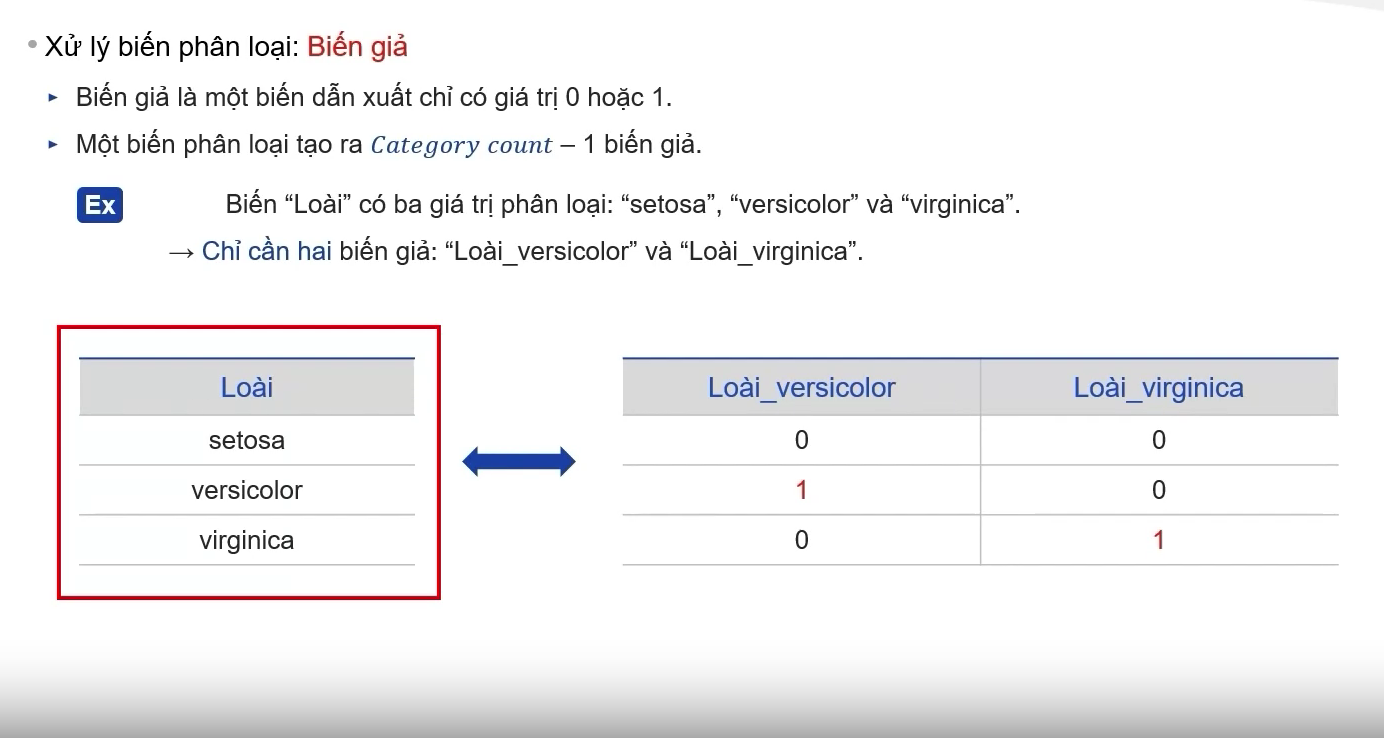 Xử lý biến phân loại: Biến giả
Biến giả là một biến dẫn xuất chỉ có giá trị 0 hoặc 1.
Một biến phân loại tạo ra Category count – 1 biến giả.
Ex Biến “Loài” có ba giá trị phân loại: “setosa”, “versicolor” và “virginica”.
→ Chỉ cần hai biến giả: “Loài_versicolor” và “Loài_virginica”.
Loài
setosa
versicolor
virginica
Loài_versicolor Loài_virginica
0 0
1 0
0 1